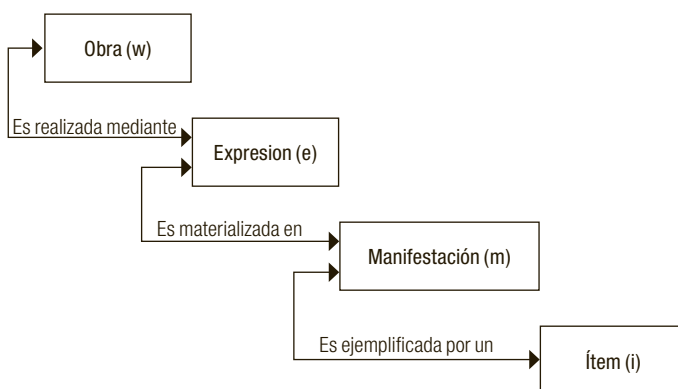 Obra (w)
Es realizada mediante
Expresion (e)
Es materializada en
Manifestación (m)
Es ejemplificada por un
Ítem (i)